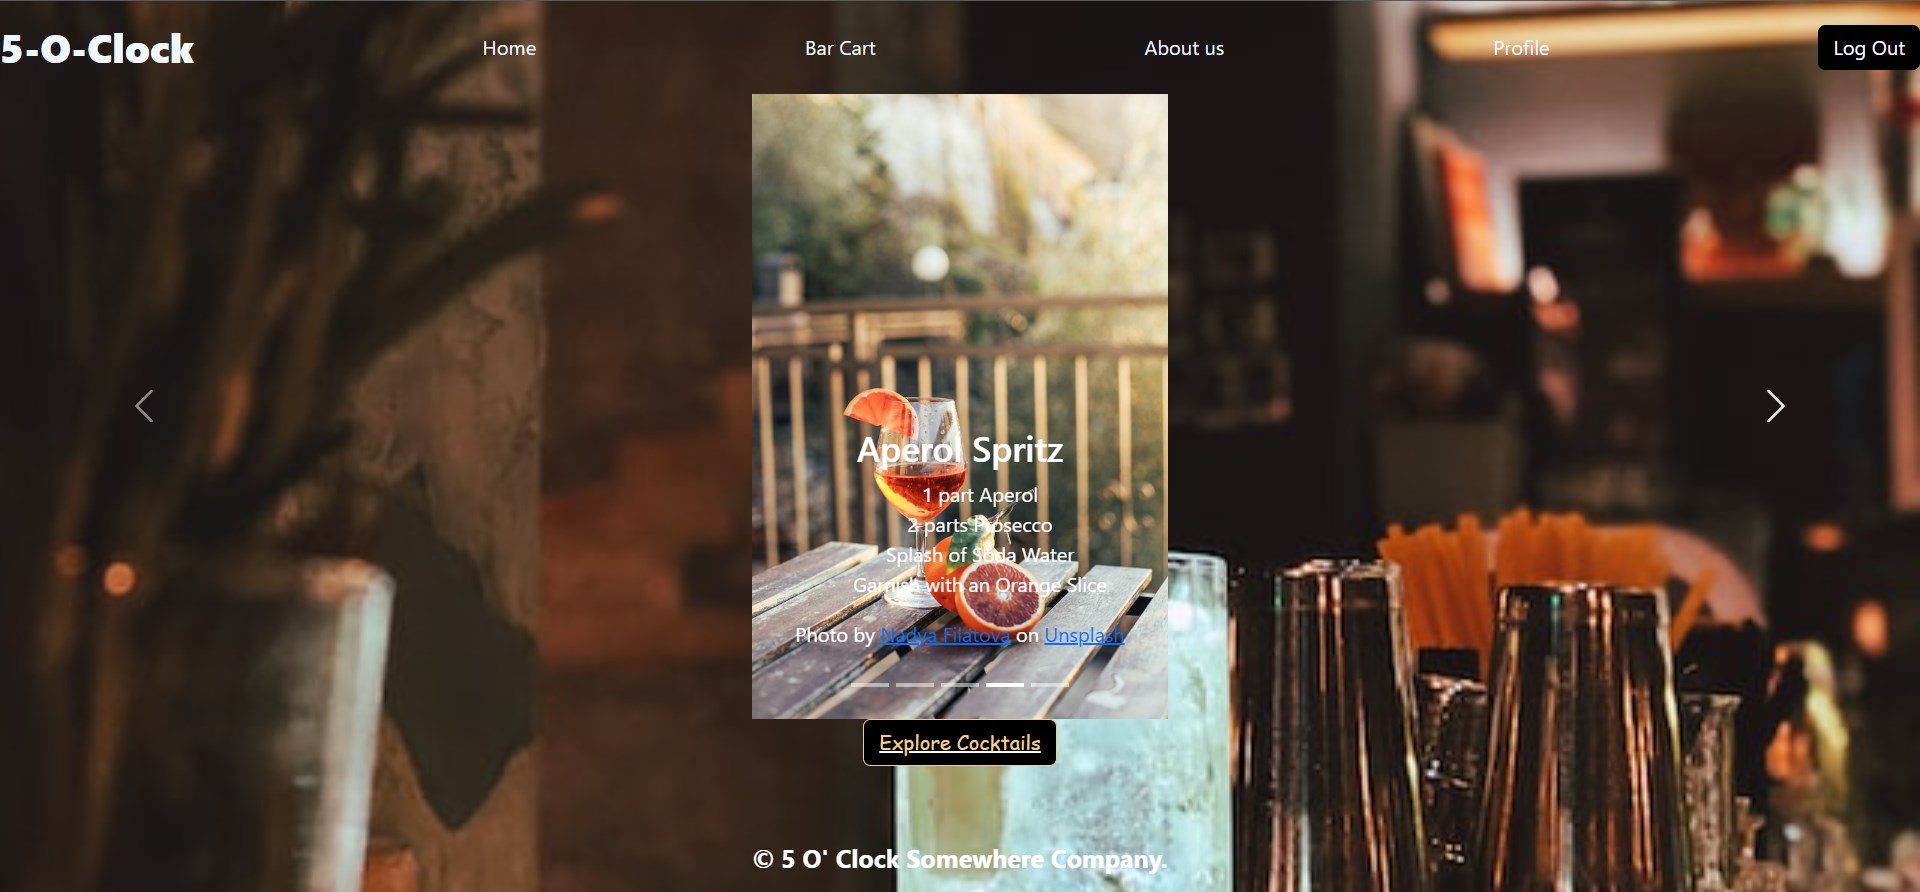 5-O-Clock
Home
Bar Cart
About us
Profile
Log Out
Aperol Spritz
1 part Aperol
2 parts Prosecco
Splash of Soda Water
Garnish with an Orange Slice
Photo by Nadya Filatova on Unsplash
Explore Cocktails
© 5 O' Clock Somewhere Company.